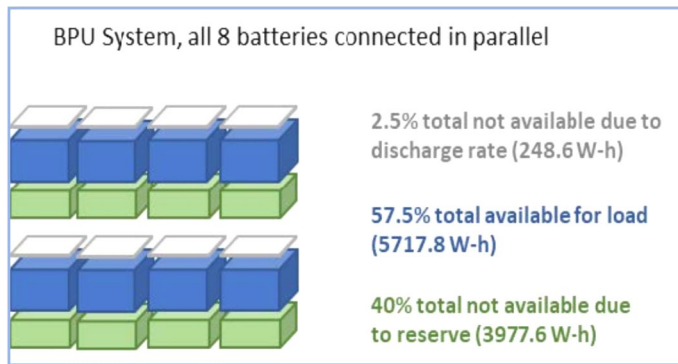 BPU System, all 8 batteries connected in parallel
2.5% total not available due to
discharge rate (248.6 W-h)
57.5% total available for load
(5717.8 W-h)
40% total not available due
to reserve (3977.6 W-h)